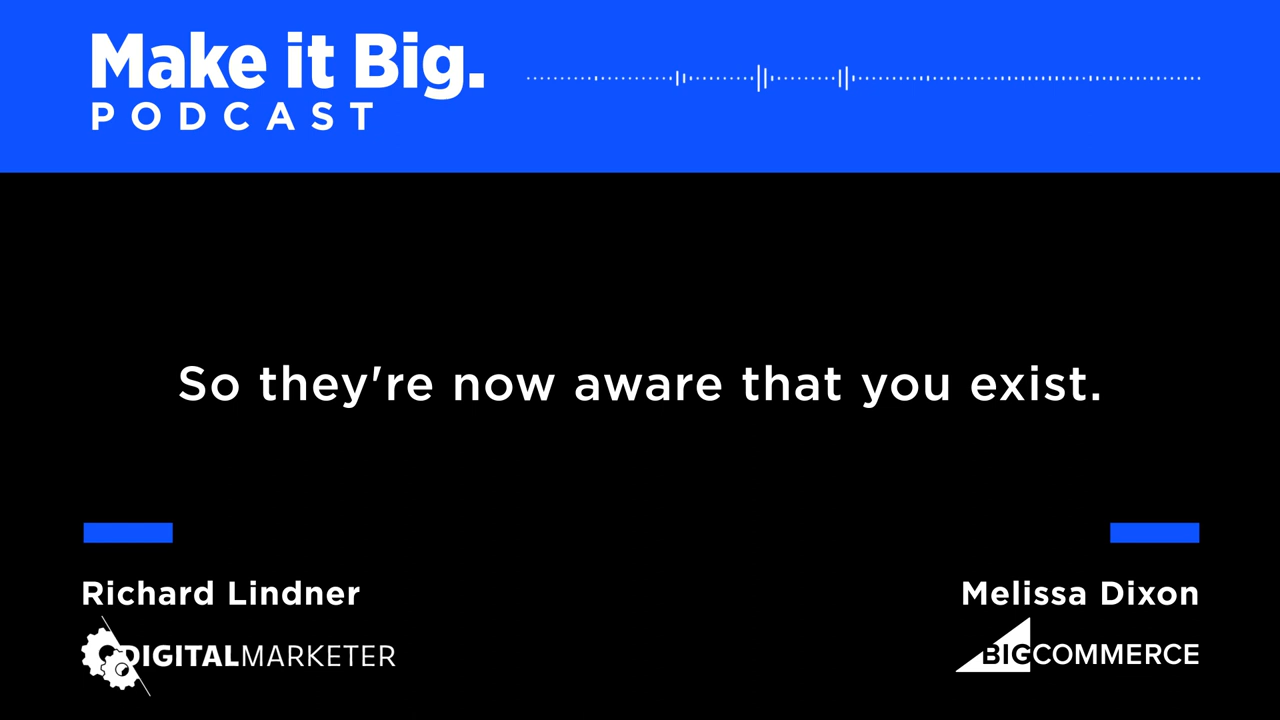 Make it Big.
PODCAST
So they're now aware that you exist.
Richard Lindner
DIGITALMARKETER
Melissa Dixon
BIGCOMMERCE